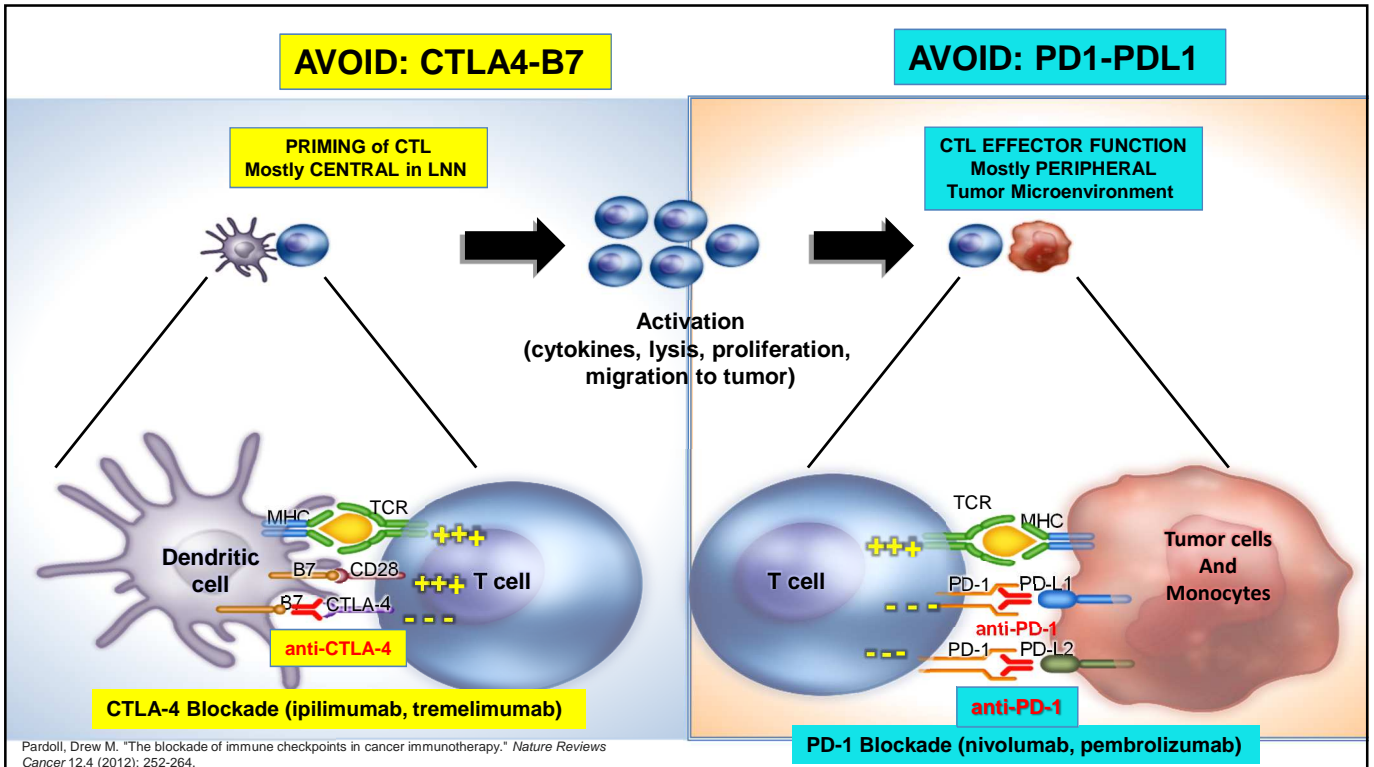 AVOID: CTLA4-B7
AVOID: PD1-PDL1
PRIMING of CTL
Mostly CENTRAL in LNN
CTL EFFECTOR FUNCTION
Mostly PERIPHERAL
Tumor Microenvironment
Activation
(cytokines, lysis, proliferation,
migration to tumor)
MHC
TCR
+++
Dendritic
cell
B7
CD28
+++
T cell
B7
CTLA-4
- - -
anti-CTLA-4
CTLA-4 Blockade (ipilimumab, tremelimumab)
TCR
MHC
+++
T cell
Tumor cells
And
Monocytes
PD-1
PD-L1
- - -
anti-PD-1
PD-1
PD-L2
---
anti-PD-1
PD-1 Blockade (nivolumab, pembrolizumab)
Pardoll, Drew M. "The blockade of immune checkpoints in cancer immunotherapy." Nature Reviews
Cancer 12.4 (2012): 252-264.